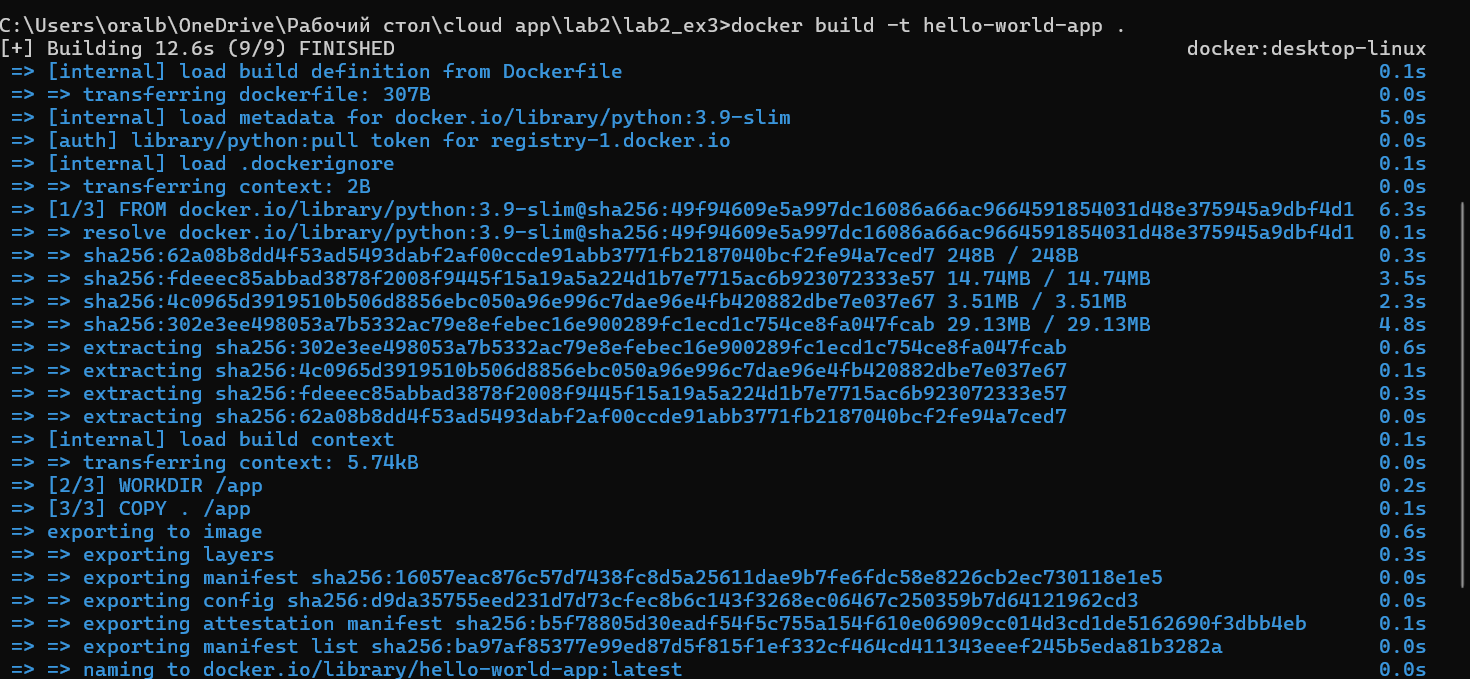 C:\Users\oralb\OneDrive\Рабочий стол\cloud app\lab2\lab2_ex3>docker build -t hello-world-app .
[+] Building 12.6s (9/9) FINISHED docker:desktop-linux
=> [internal] load build definition from Dockerfile 0.1s
=> => transferring dockerfile: 307B 0.0s
=> [internal] load metadata for docker.io/library/python:3.9-slim 5.0s
=> [auth] library/python:pull token for registry-1.docker.io 0.0s
=> [internal] load .dockerignore 0.1s
=> => transferring context: 2B 0.0s
=> [1/3] FROM docker.io/library/python:3.9-slim@sha256:49f94609e5a997dc16086a66ac9664591854031d48e375945a9dbf4d1 6.3s
=> => resolve docker.io/library/python:3.9-slim@sha256:49f94609e5a997dc16086a66ac9664591854031d48e375945a9dbf4d1 0.1s
=> => sha256:62a08b8dd4f53ad5493dabf2af00ccde91abb3771fb2187040bcf2fe94a7ced7 248B / 248B 0.3s
=> => sha256:fdeeec85abbad3878f2008f9445f15a19a5a224d1b7e7715ac6b923072333e57 14.74MB / 14.74MB 3.5s
=> => sha256:4c0965d3919510b506d8856ebc050a96e996c7dae96e4fb420882dbe7e037e67 3.51MB / 3.51MB 2.3s
=> => sha256:302e3ee498053a7b5332ac79e8efebec16e900289fc1ecd1c754ce8fa047fcab 29.13MB / 29.13MB 4.8s
=> => extracting sha256:302e3ee498053a7b5332ac79e8efebec16e900289fc1ecd1c754ce8fa047fcab 0.6s
=> => extracting sha256:4c0965d3919510b506d8856ebc050a96e996c7dae96e4fb420882dbe7e037e67 0.1s
=> => extracting sha256:fdeeec85abbad3878f2008f9445f15a19a5a224d1b7e7715ac6b923072333e57 0.3s
=> => extracting sha256:62a08b8dd4f53ad5493dabf2af00ccde91abb3771fb2187040bcf2fe94a7ced7 0.0s
=> [internal] load build context 0.1s
=> => transferring context: 5.74kB 0.0s
=> [2/3] WORKDIR /app 0.2s
=> [3/3] COPY . /app 0.1s
=> exporting to image 0.6s
=> => exporting layers 0.3s
=> => exporting manifest sha256:16057eac876c57d7438fc8d5a25611dae9b7fe6fdc58e8226cb2ec730118e1e5 0.0s
=> => exporting config sha256:d9da35755eed231d7d73cfec8b6c143f3268ec06467c250359b7d64121962cd3 0.0s
=> => exporting attestation manifest sha256:b5f78805d30eadf54f5c755a154f610e06909cc014d3cd1de5162690f3dbb4eb 0.1s
=> => exporting manifest list sha256:ba97af85377e99ed87d5f815f1ef332cf464cd411343eeef245b5eda81b3282a 0.0s
=> => naming to docker.io/library/hello-world-app:latest 0.0s